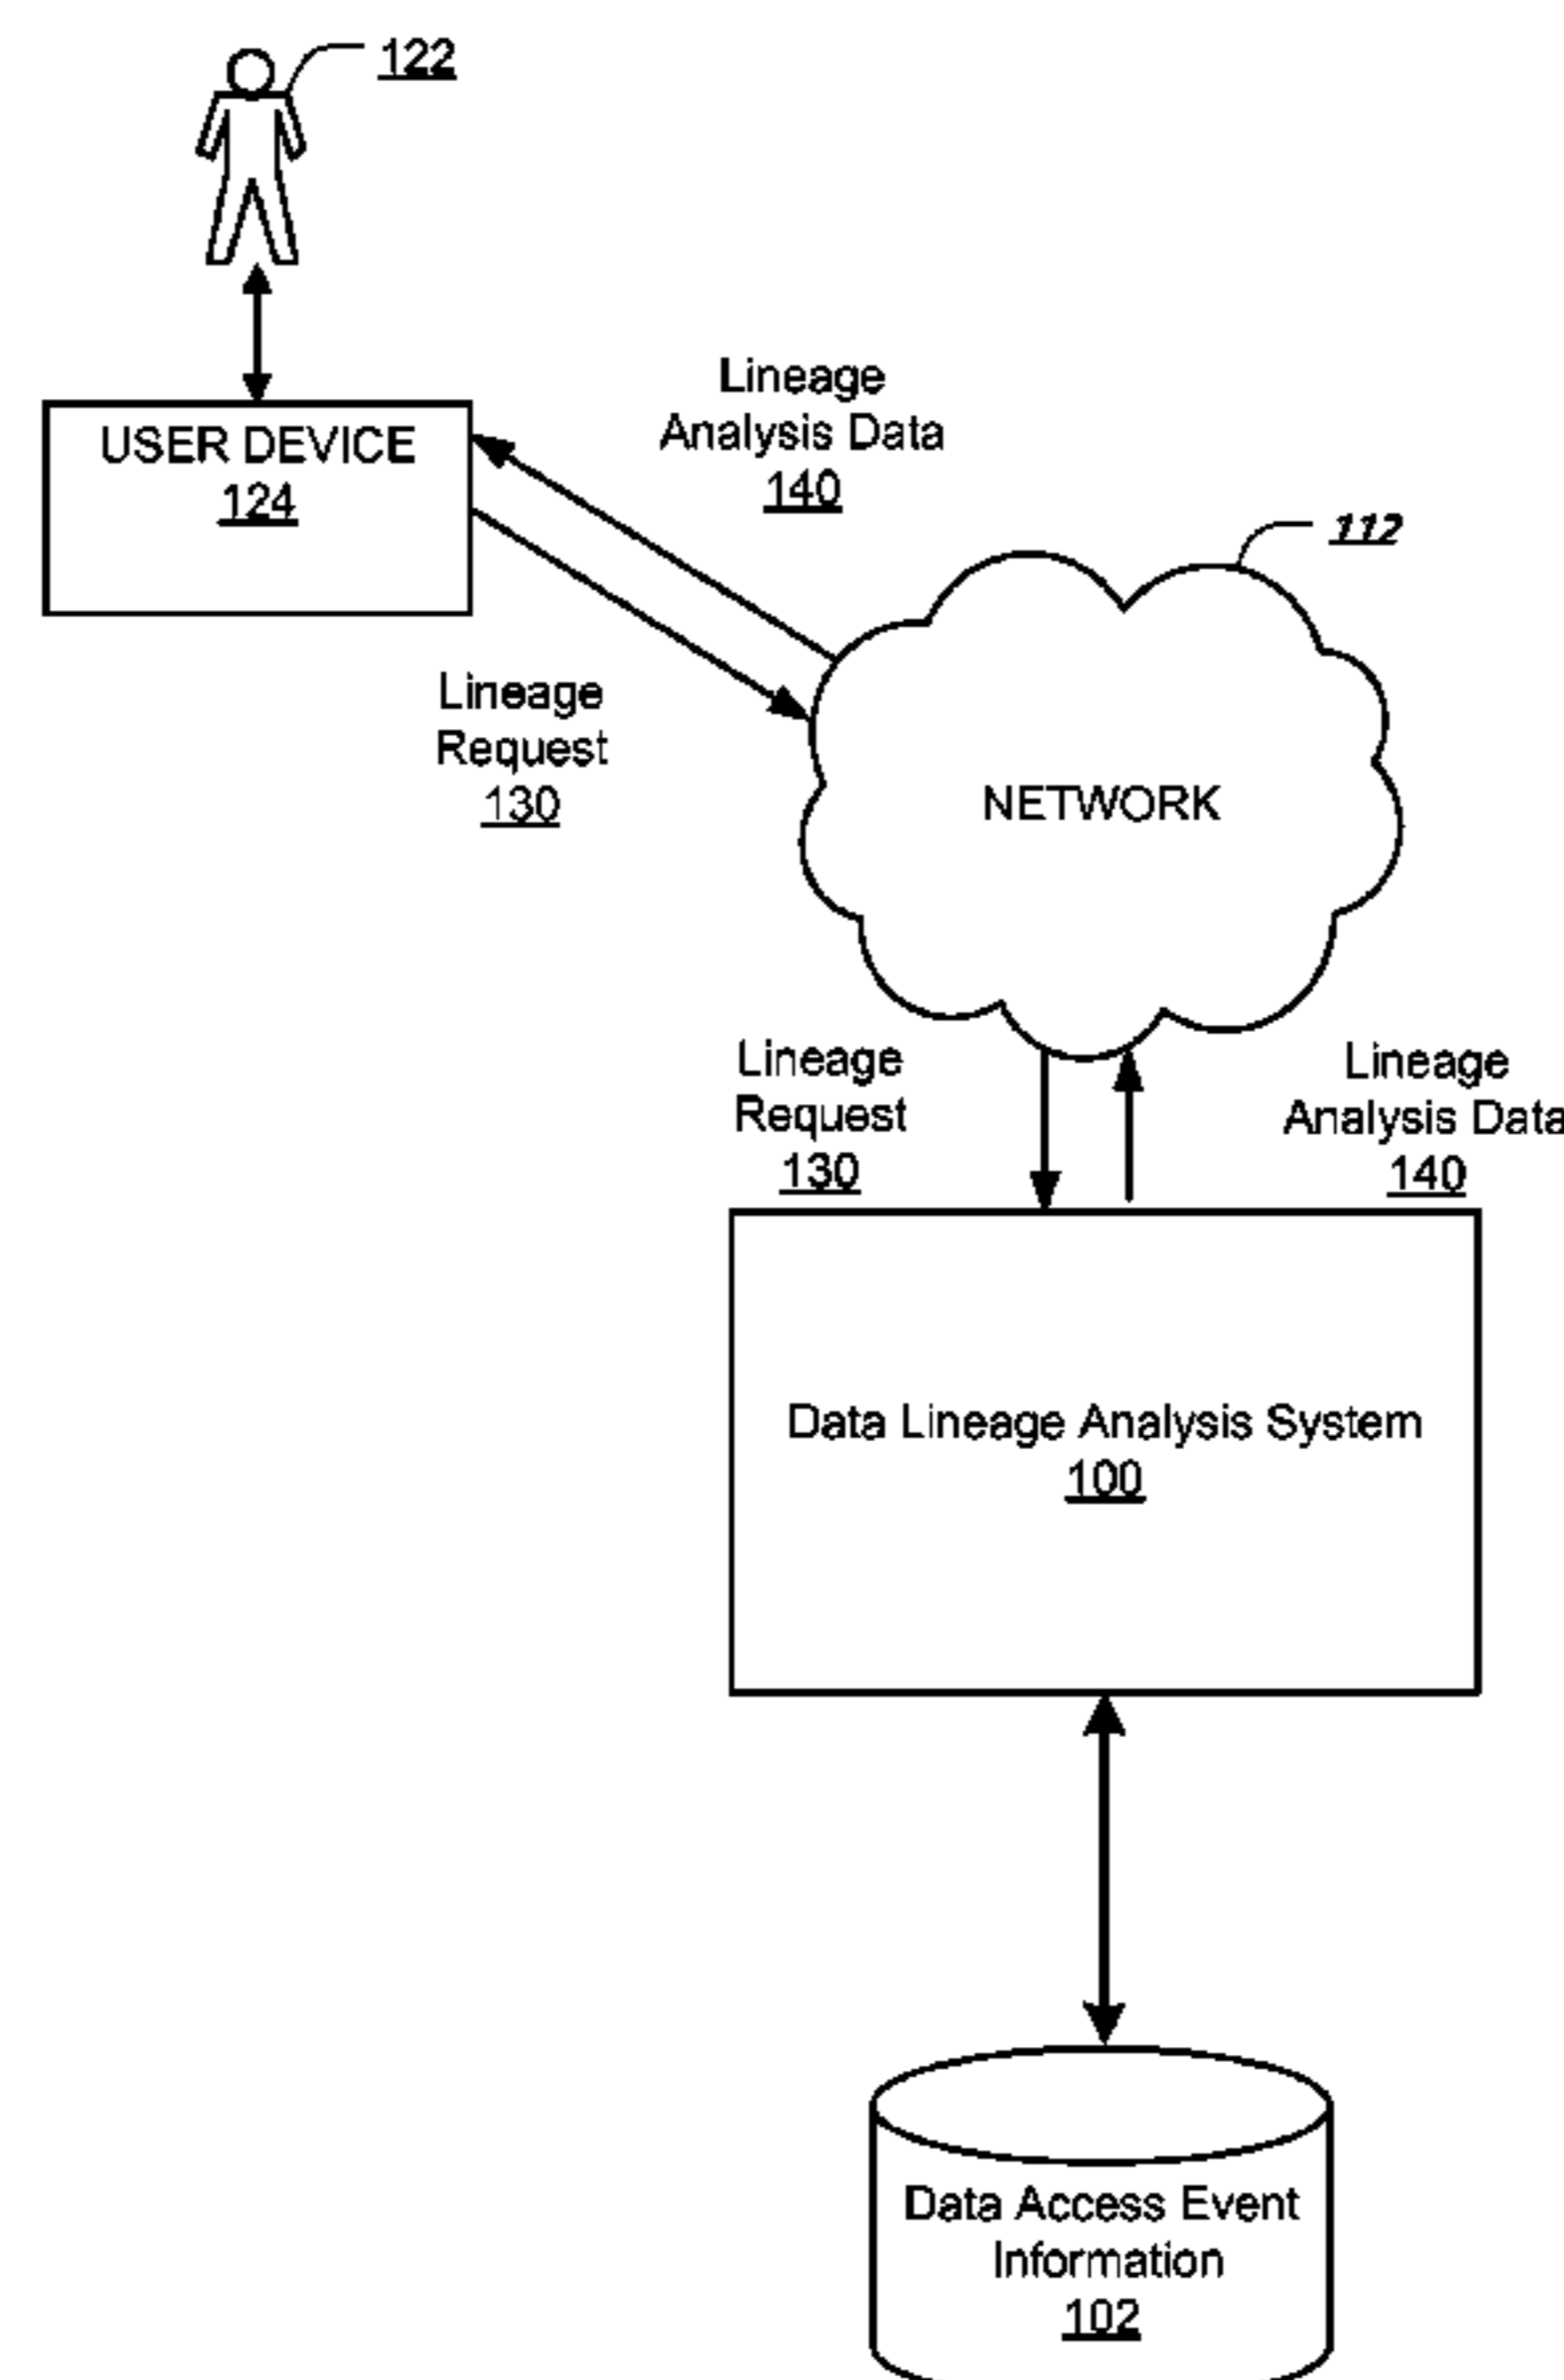 122
USER DEVICE
124
Lineage
Analysis Data
140
112
Lineage
Request
130
NETWORK
Lineage
Request
130
Lineage
Analysis Data
140
Data Lineage Analysis System
100
Data Access Event
Information
102